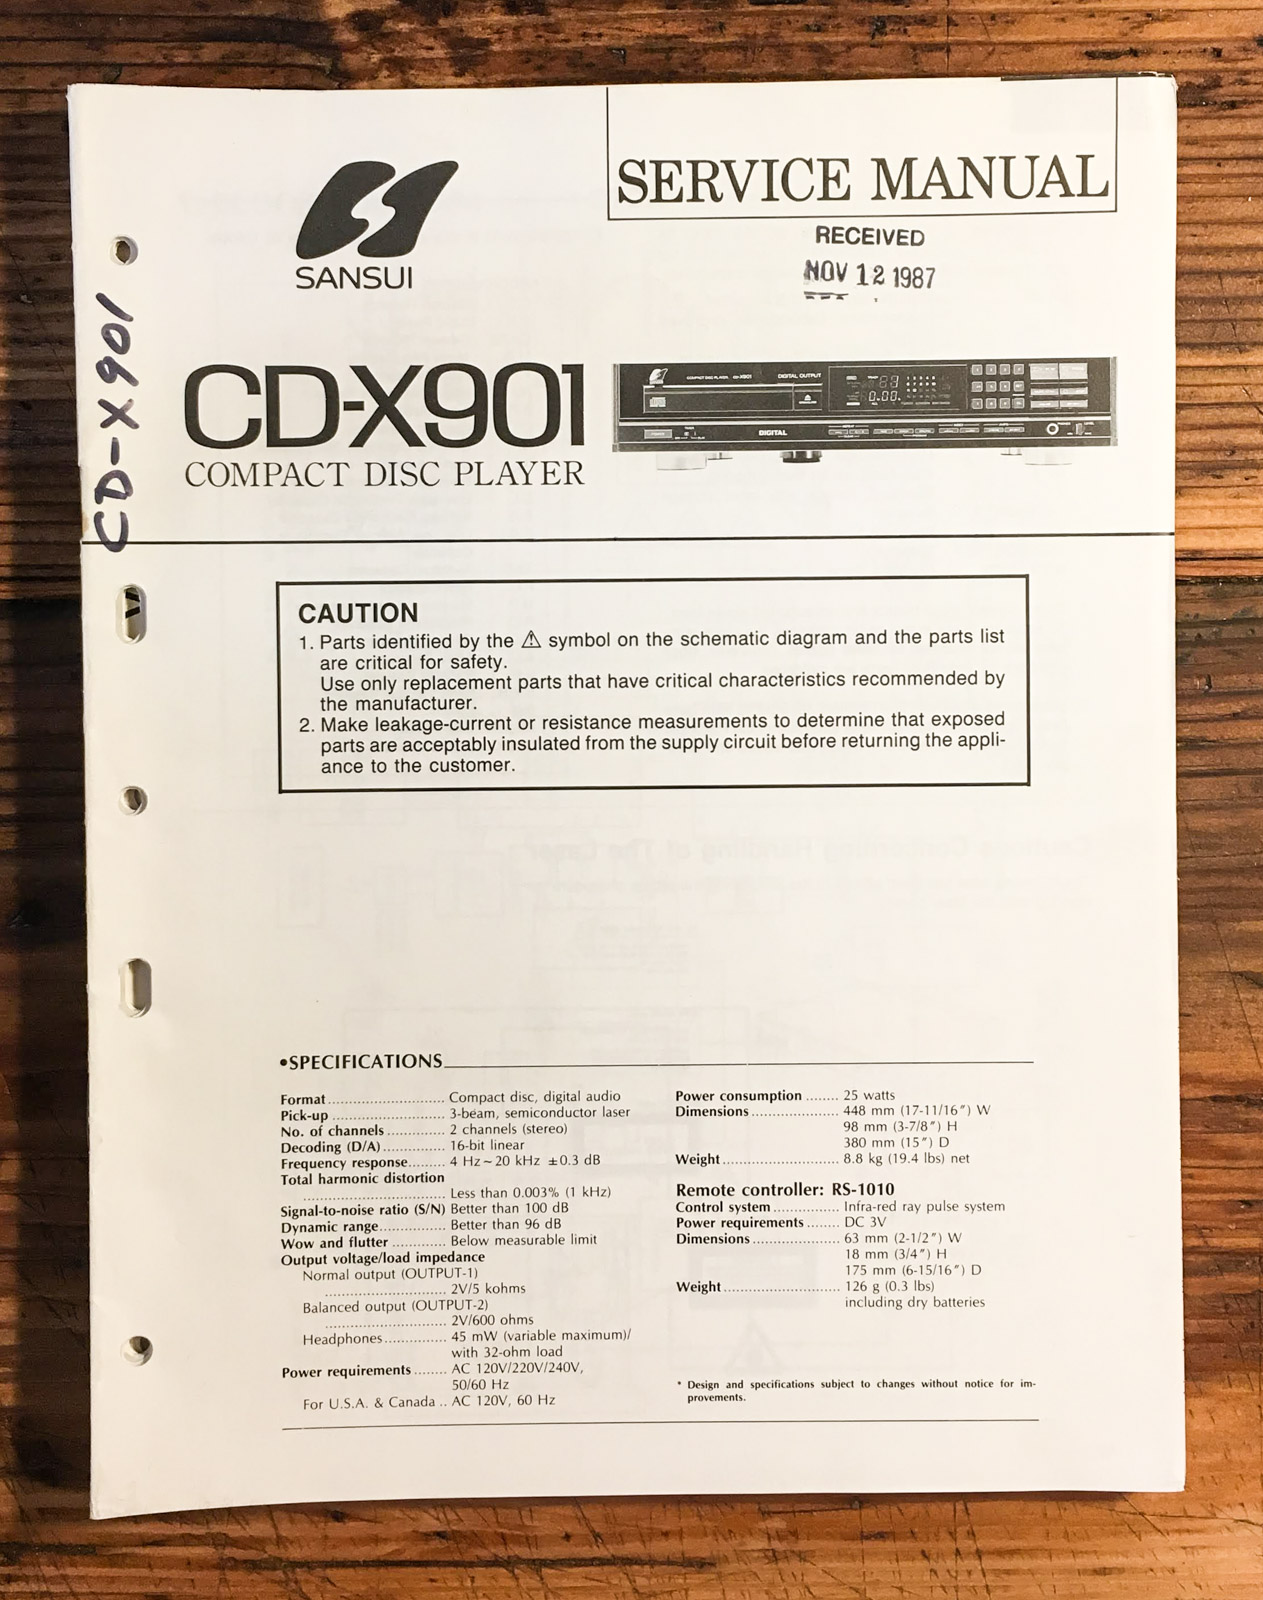 SERVICE MANUAL
RECEIVED
NOV 12 1987
SANSUI
CD-X901
CD-X901
COMPACT DISC PLAYER
COMPACT DISC PLAYER CD-X901
DIGITAL OUTPUT
DIGITAL
CAUTION
1. Parts identified by the ⚠ symbol on the schematic diagram and the parts list
are critical for safety.
Use only replacement parts that have critical characteristics recommended by
the manufacturer.
2. Make leakage-current or resistance measurements to determine that exposed
parts are acceptably insulated from the supply circuit before returning the appli-
ance to the customer.
•SPECIFICATIONS
Format.......................... Compact disc, digital audio
Pick-up ......................... 3-beam, semiconductor laser
No. of channels ............. 2 channels (stereo)
Decoding (D/A).............. 16-bit linear
Frequency response........ 4 Hz~20 kHz ±0.3 dB
Total harmonic distortion
................................ Less than 0.003% (1 kHz)
Signal-to-noise ratio (S/N) Better than 100 dB
Dynamic range............... Better than 96 dB
Wow and flutter ............ Below measurable limit
Output voltage/load impedance
Normal output (OUTPUT-1)
........................... 2V/5 kohms
Balanced output (OUTPUT-2)
........................... 2V/600 ohms
Headphones.............. 45 mW (variable maximum)/
with 32-ohm load
Power requirements ........ AC 120V/220V/240V,
50/60 Hz
For U.S.A. & Canada .. AC 120V, 60 Hz
Power consumption ........ 25 watts
Dimensions .................... 448 mm (17-11/16″) W
98 mm (3-7/8″) H
380 mm (15″) D
Weight .......................... 8.8 kg (19.4 lbs) net
Remote controller: RS-1010
Control system ............... Infra-red ray pulse system
Power requirements ........ DC 3V
Dimensions .................... 63 mm (2-1/2″) W
18 mm (3/4″) H
175 mm (6-15/16″) D
Weight .......................... 126 g (0.3 lbs)
including dry batteries
* Design and specifications subject to changes without notice for im-
provements.